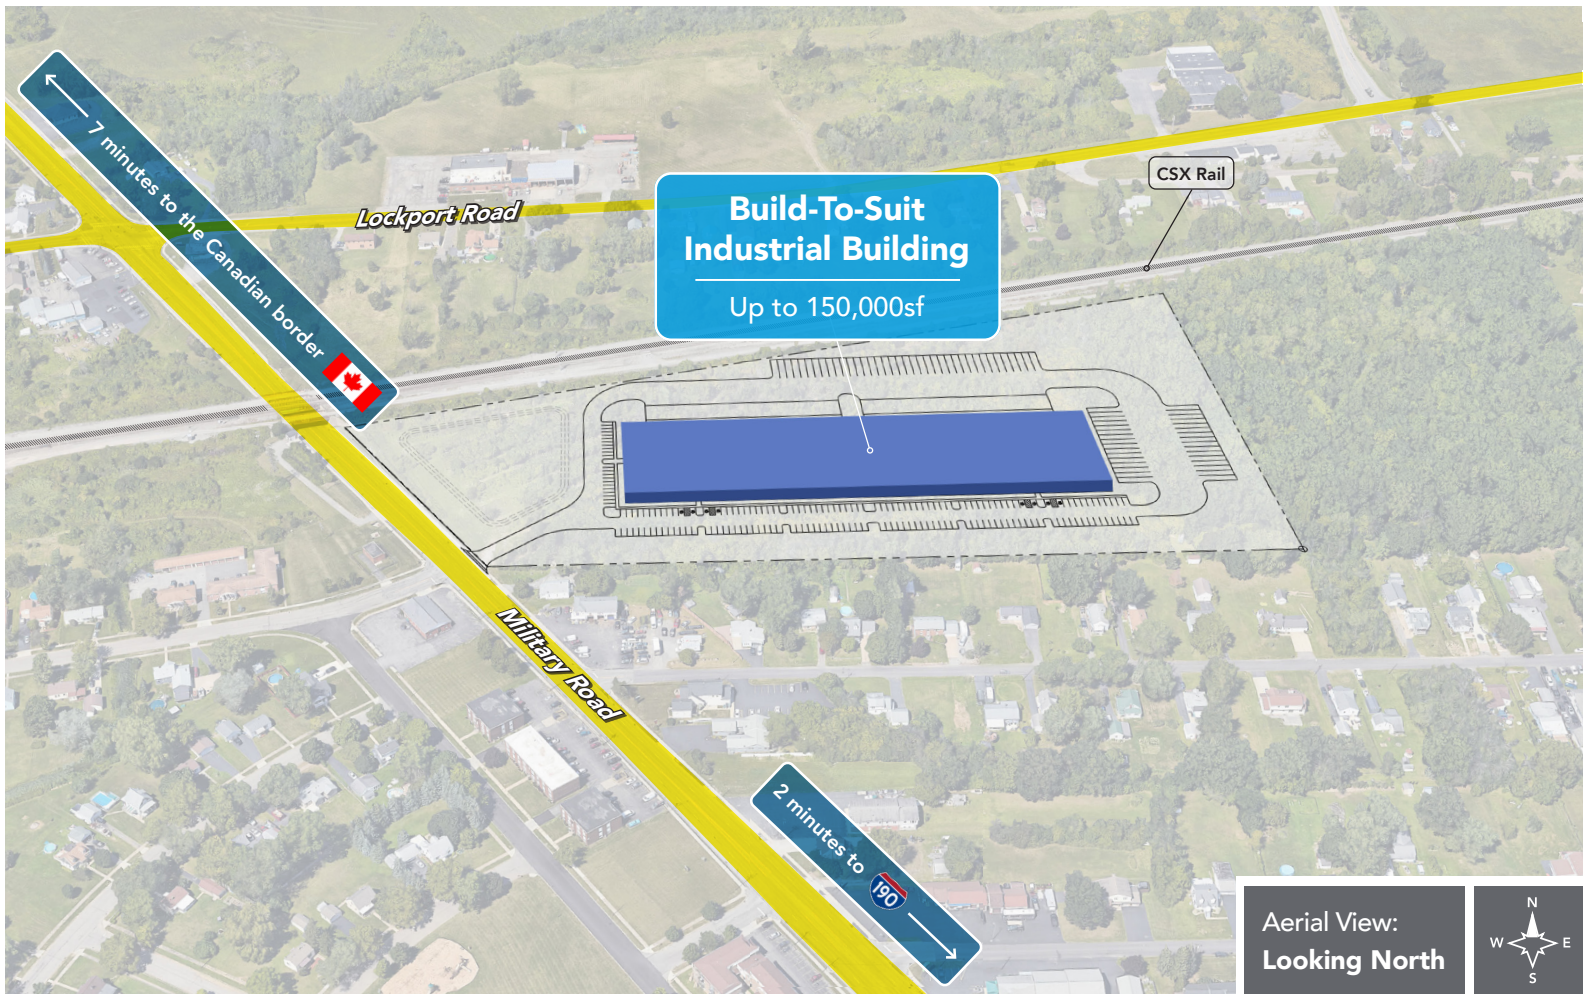 7 minutes to the Canadian border
Lockport Road
Build-To-Suit
Industrial Building
Up to 150,000sf
CSX Rail
Military Road
2 minutes to
190
Aerial View:
Looking North
N
W E
S